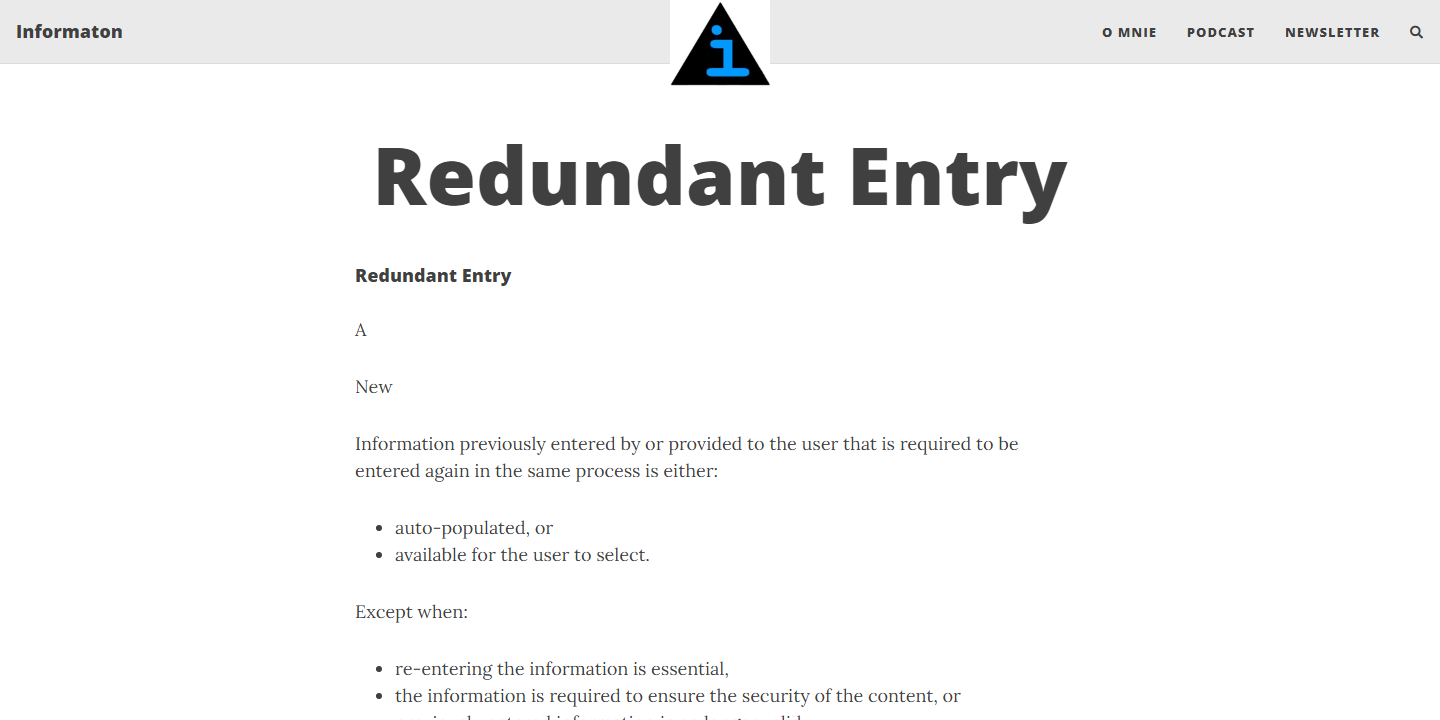 Informaton
i
O MNIE
PODCAST
NEWSLETTER
Redundant Entry
Redundant Entry
A
New
Information previously entered by or provided to the user that is required to be
entered again in the same process is either:
auto-populated, or
available for the user to select.
Except when:
re-entering the information is essential,
the information is required to ensure the security of the content, or